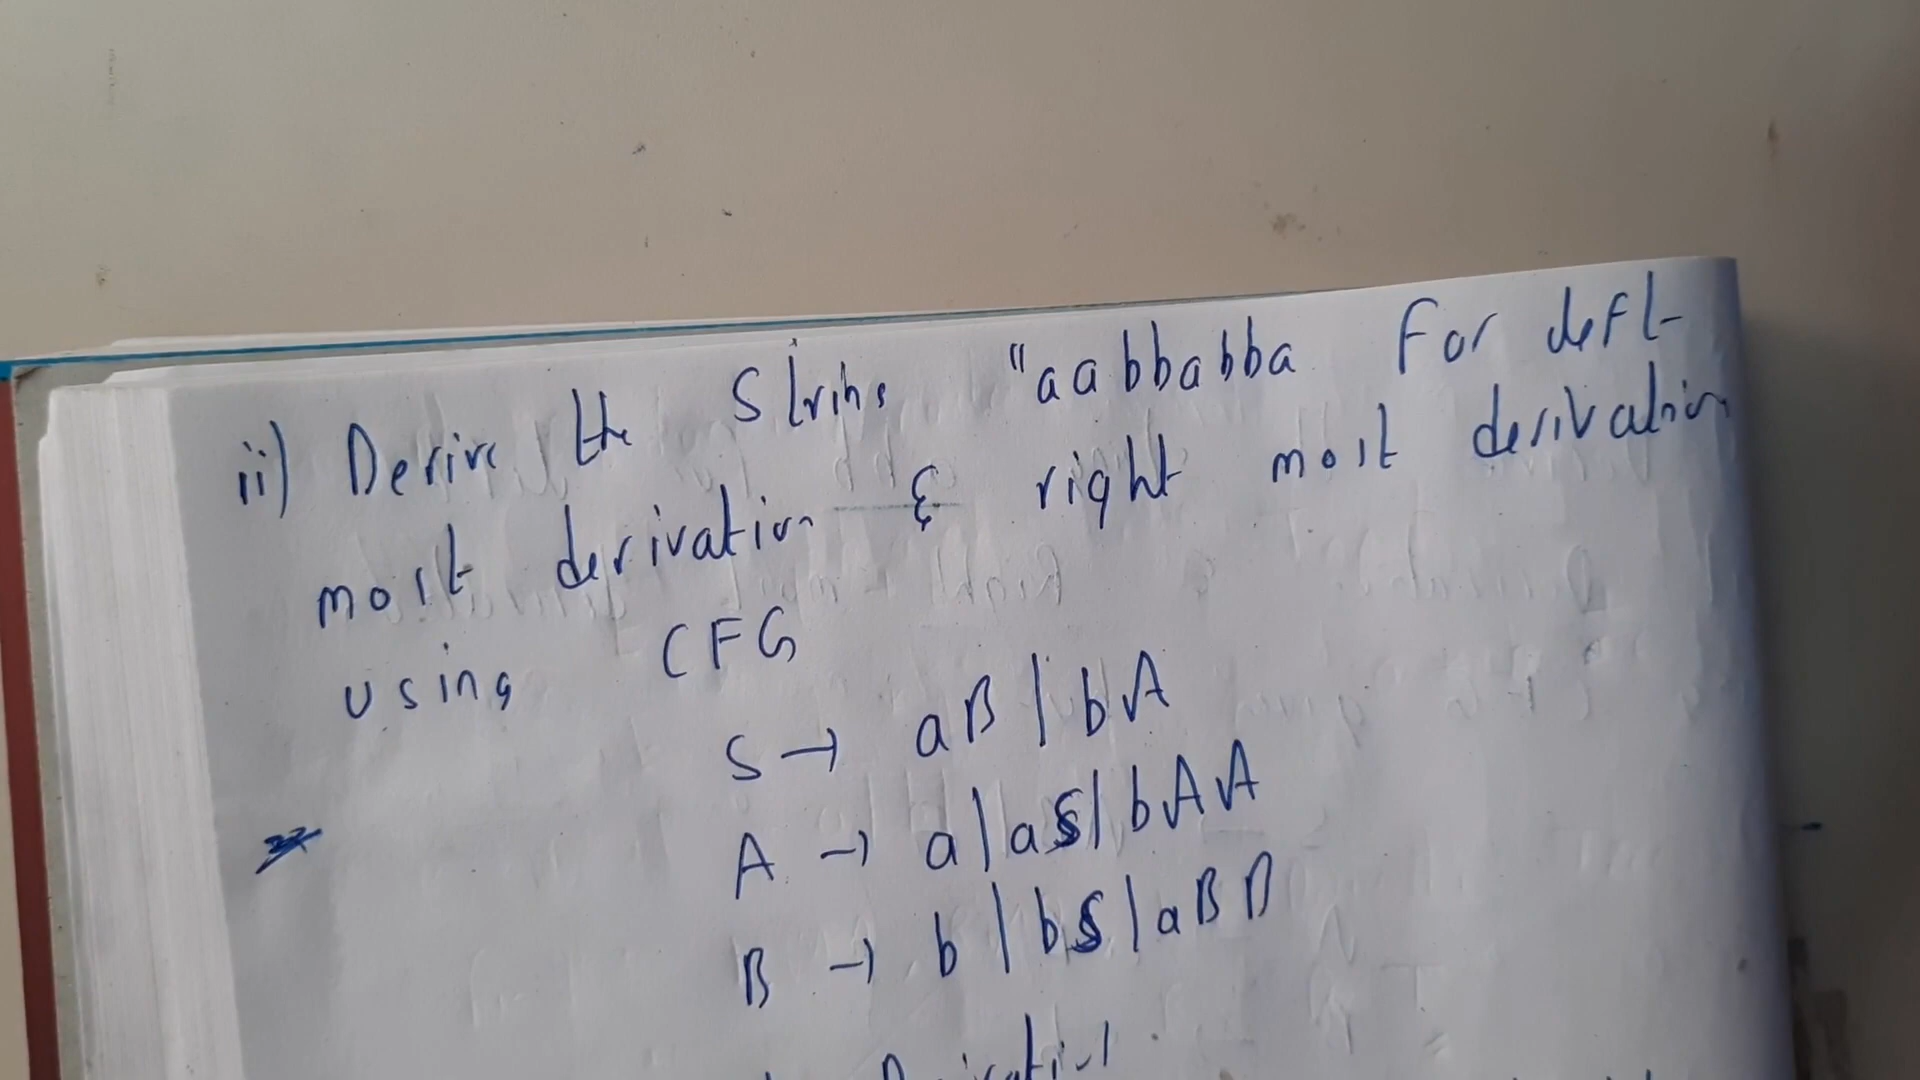 ii) Derive the String "aabbabba For left
most derivation & right most derivation
using CFG
S → aB | bA
A → a | aS | bAA
B → b | bS | aBB
Derivation